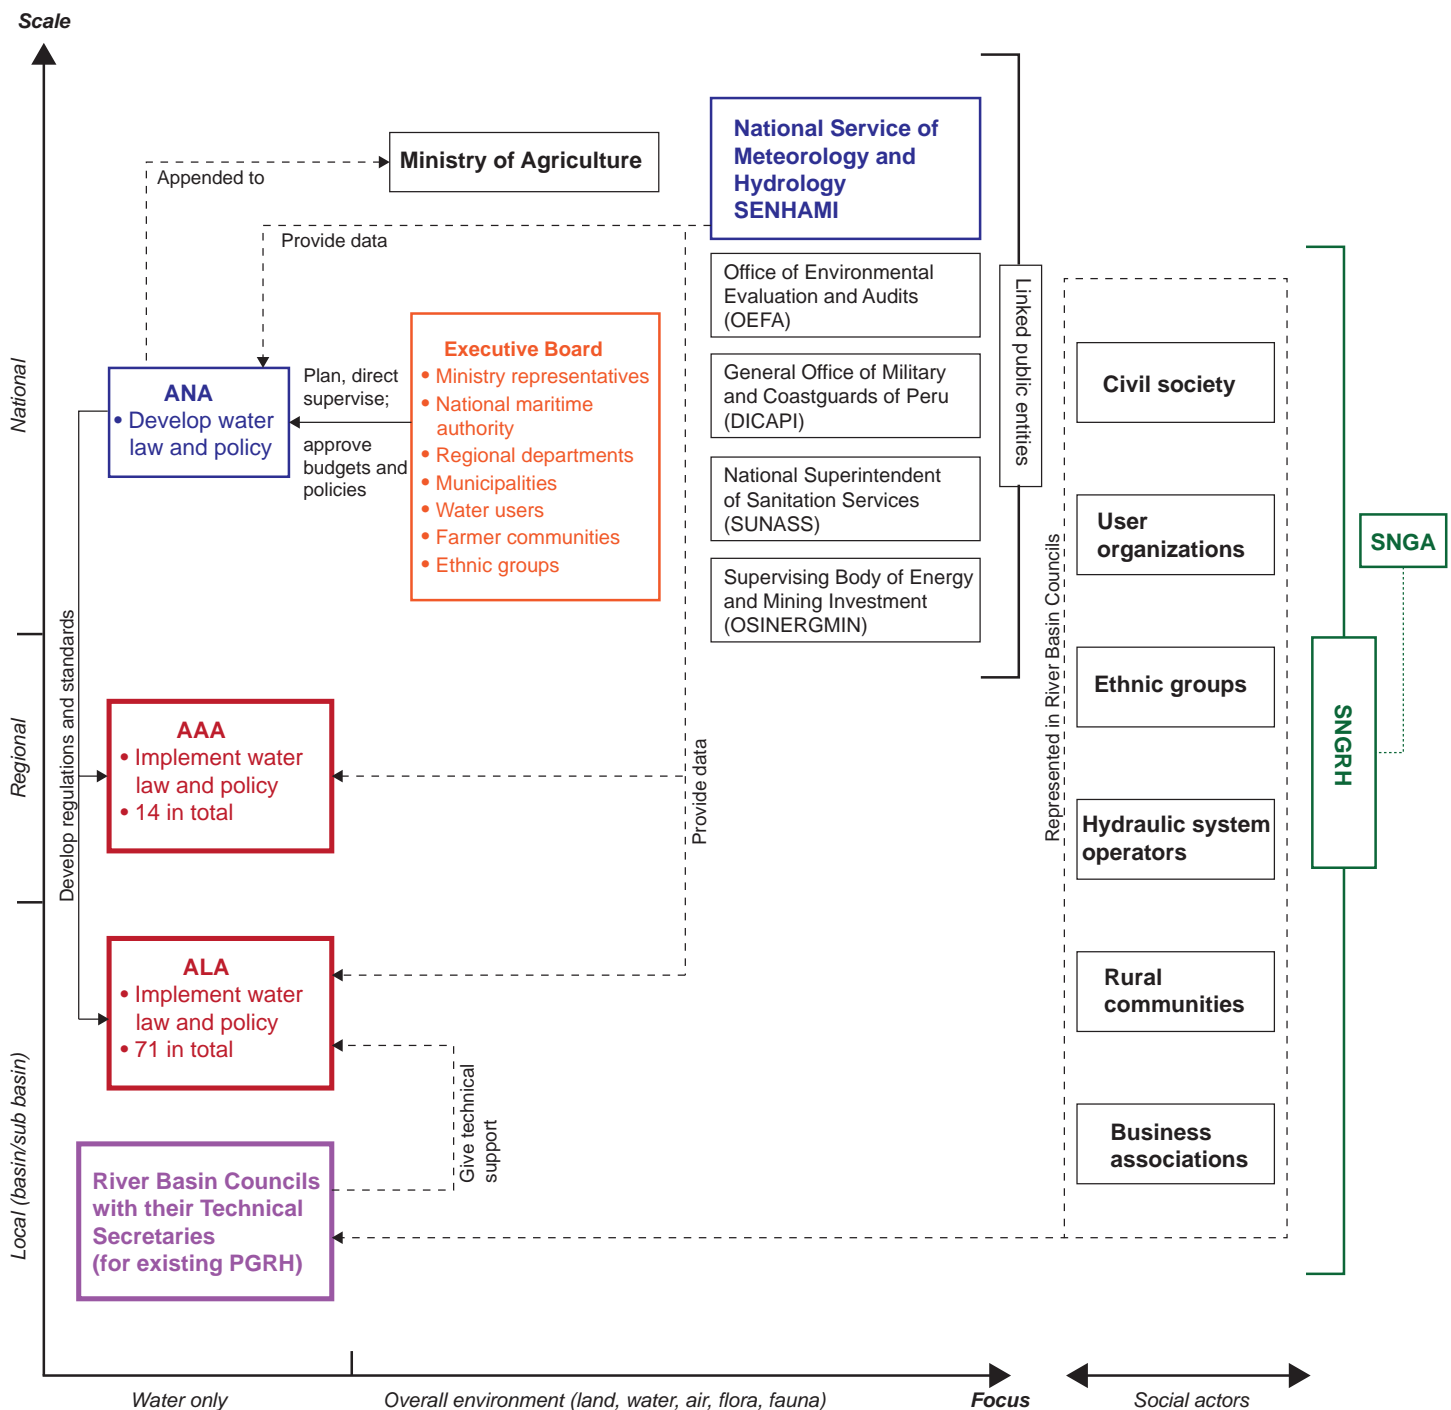 Scale
National
Regional
Local (basin/sub basin)
Ministry of Agriculture
Appended to
Provide data
National Service of
Meteorology and
Hydrology
SENHAMI
Office of Environmental
Evaluation and Audits
(OEFA)
General Office of Military
and Coastguards of Peru
(DICAPI)
National Superintendent
of Sanitation Services
(SUNASS)
Supervising Body of Energy
and Mining Investment
(OSINERGMIN)
Linked public entities
ANA
• Develop water
law and policy
Plan, direct
supervise;
approve
budgets and
policies
Executive Board
• Ministry representatives
• National maritime
authority
• Regional departments
• Municipalities
• Water users
• Farmer communities
• Ethnic groups
Develop regulations and standards
AAA
• Implement water
law and policy
• 14 in total
Provide data
ALA
• Implement water
law and policy
• 71 in total
Give technical
support
River Basin Councils
with their Technical
Secretaries
(for existing PGRH)
Represented in River Basin Councils
Civil society
User
organizations
Ethnic groups
Hydraulic system
operators
Rural
communities
Business
associations
SNGA
SNGRH
Water only
Overall environment (land, water, air, flora, fauna)
Focus
Social actors